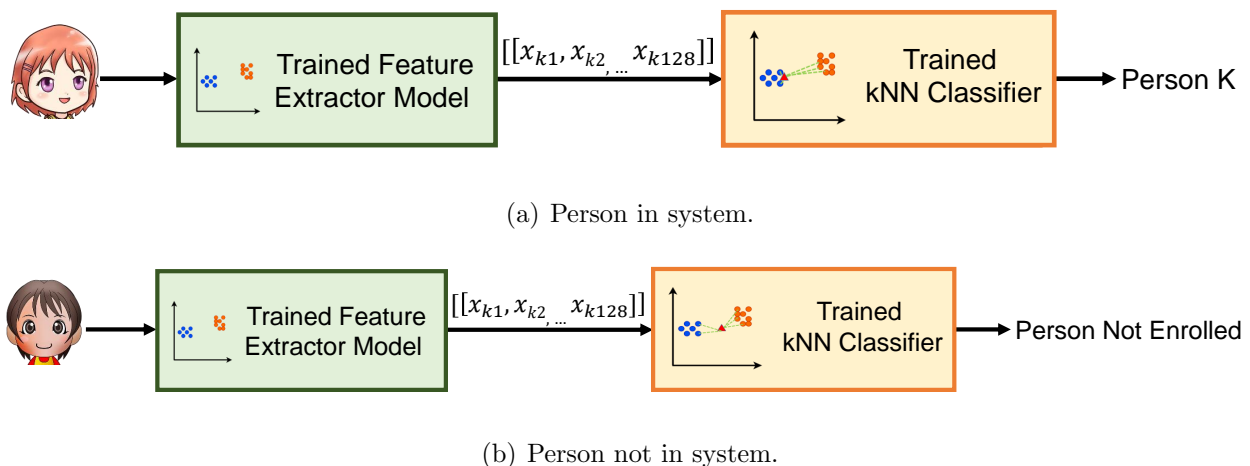 Trained Feature
Extractor Model
[[x_{k1}, x_{k2, ...} x_{k128}]]
Trained
kNN Classifier
Person K
(a) Person in system.
Trained Feature
Extractor Model
[[x_{k1}, x_{k2, ...} x_{k128}]]
Trained
kNN Classifier
Person Not Enrolled
(b) Person not in system.